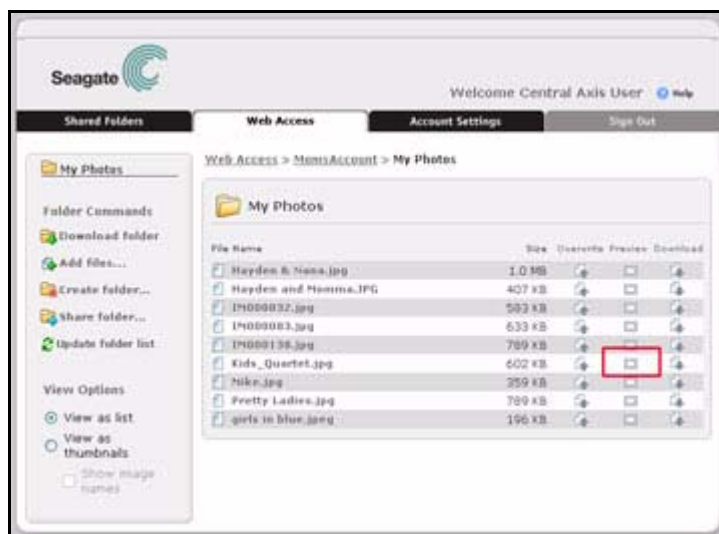 Seagate
Welcome Central Axis User Help
Shared Folders Web Access Account Settings Sign Out
My Photos
Folder Commands
Download folder
Add files...
Create folder...
Share folder...
Update folder list
View Options
View as list
View as thumbnails
Show image names
Web Access > MomsAccount > My Photos
My Photos
File Name Size Overwrite Preview Download
Hayden & Nana.jpg 1.0 MB
Hayden and Momma.JPG 407 KB
IM000032.jpg 593 KB
IM000083.jpg 633 KB
IM000138.jpg 789 KB
Kids_Quartet.jpg 602 KB
Mike.jpg 359 KB
Pretty Ladies.jpg 789 KB
girls in blue.jpeg 196 KB